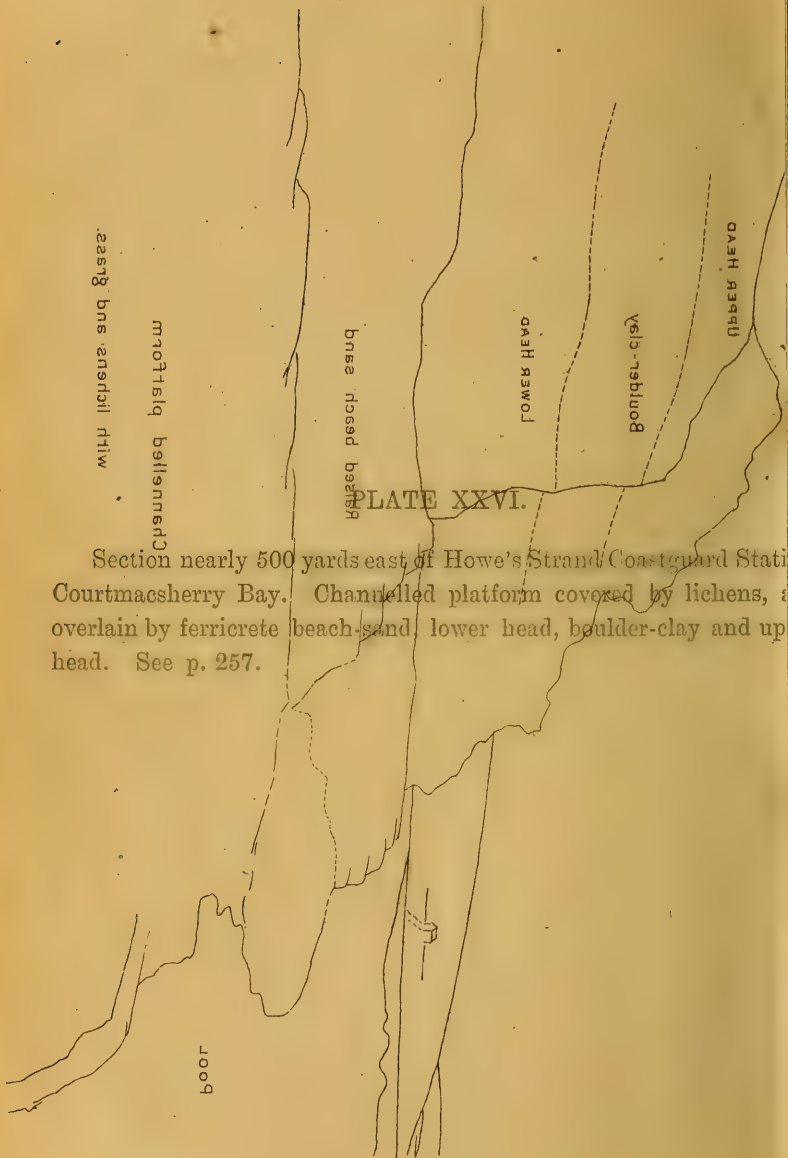 UPPER HEAD
Boulder-clay
LOWER HEAD
Raised beach sand
Channelled platform
with lichens and grass.
PLATE XXVI.
Section nearly 500 yards east of Howe's Strand Coastguard Stati
Courtmacsherry Bay. Channelled platform covered by lichens, a
overlain by ferricrete beach-sand, lower head, boulder-clay and up
head. See p. 257.
pool